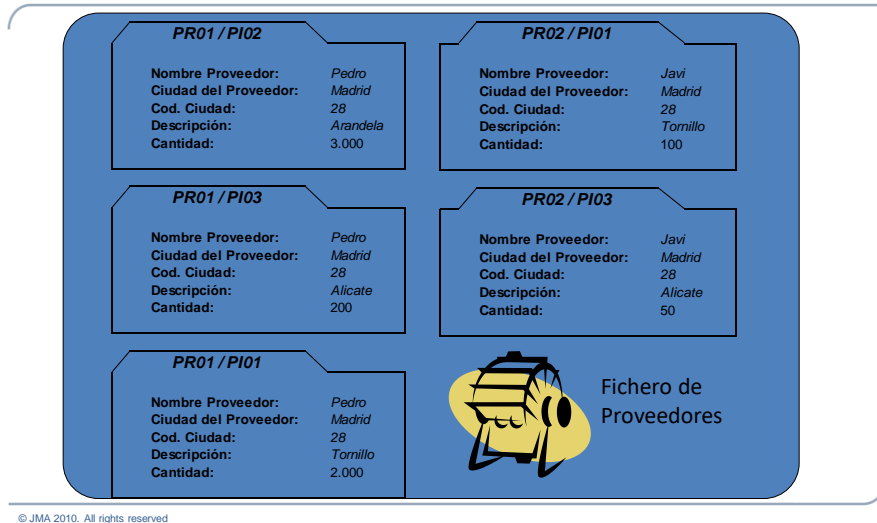 PR01 / PI02
Nombre Proveedor: Pedro
Ciudad del Proveedor: Madrid
Cod. Ciudad: 28
Descripción: Arandela
Cantidad: 3.000
PR02 / PI01
Nombre Proveedor: Javi
Ciudad del Proveedor: Madrid
Cod. Ciudad: 28
Descripción: Tornillo
Cantidad: 100
PR01 / PI03
Nombre Proveedor: Pedro
Ciudad del Proveedor: Madrid
Cod. Ciudad: 28
Descripción: Alicate
Cantidad: 200
PR02 / PI03
Nombre Proveedor: Javi
Ciudad del Proveedor: Madrid
Cod. Ciudad: 28
Descripción: Alicate
Cantidad: 50
PR01 / PI01
Nombre Proveedor: Pedro
Ciudad del Proveedor: Madrid
Cod. Ciudad: 28
Descripción: Tornillo
Cantidad: 2.000
Fichero de
Proveedores
© JMA 2010. All rights reserved